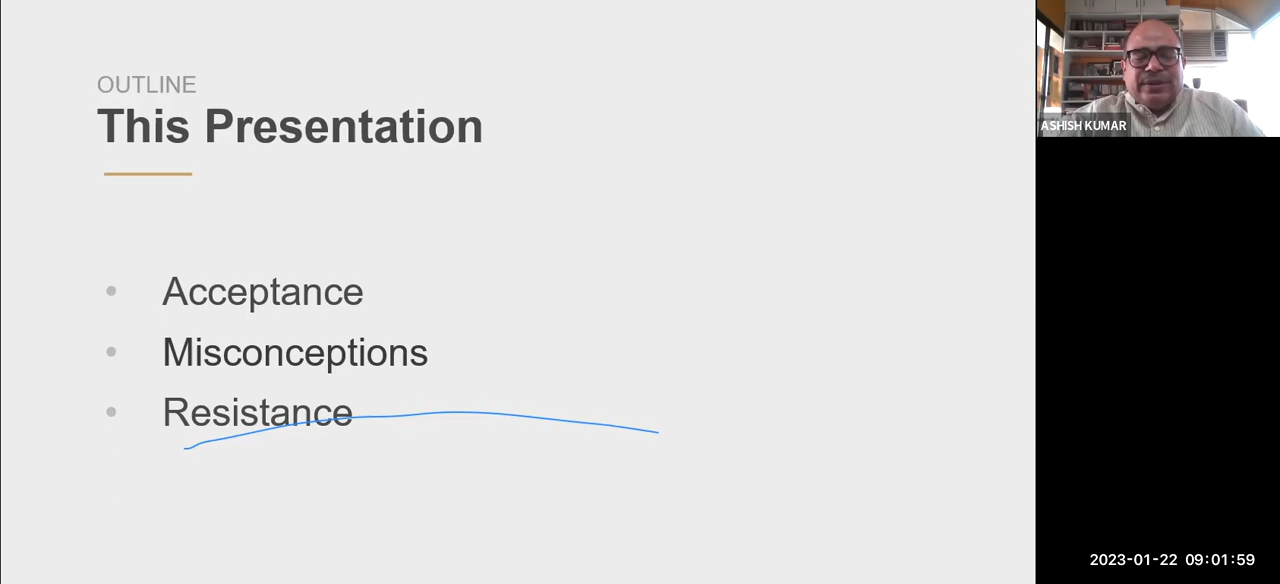 OUTLINE
This Presentation
• Acceptance
• Misconceptions
• Resistance
ASHISH KUMAR
2023-01-22 09:01:59